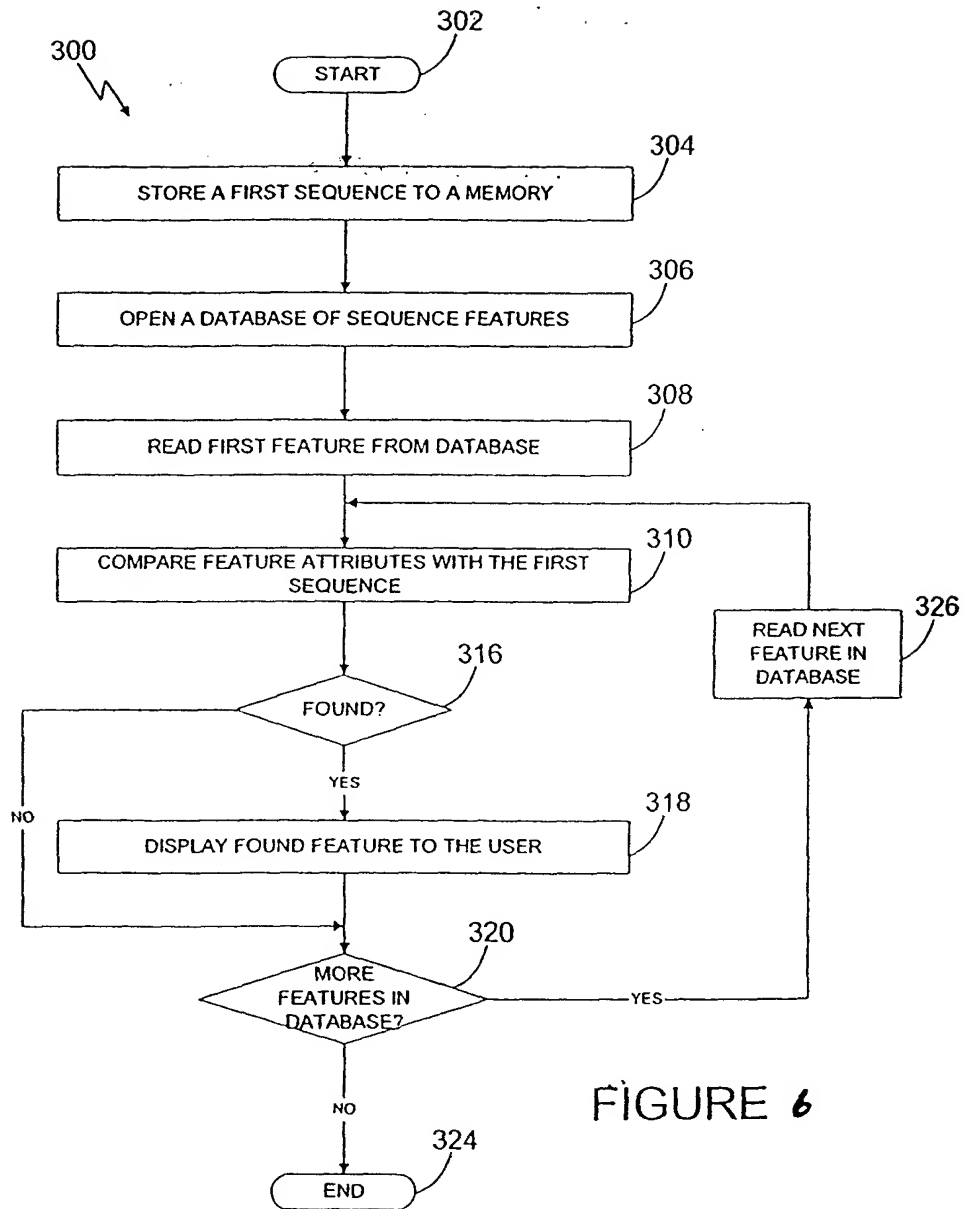 302
300
START
304
STORE A FIRST SEQUENCE TO A MEMORY
306
OPEN A DATABASE OF SEQUENCE FEATURES
308
READ FIRST FEATURE FROM DATABASE
310
COMPARE FEATURE ATTRIBUTES WITH THE FIRST
SEQUENCE
326
READ NEXT
FEATURE IN
DATABASE
316
FOUND?
YES
NO
318
DISPLAY FOUND FEATURE TO THE USER
320
MORE
FEATURES IN
DATABASE?
YES
NO
FIGURE 6
324
END